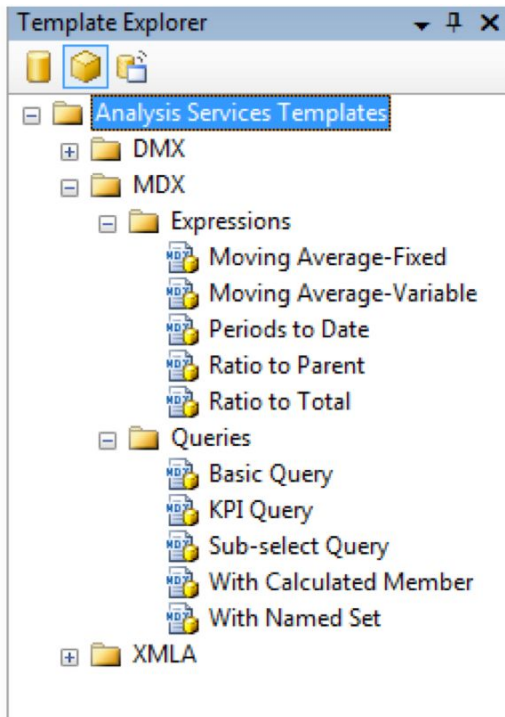 Template Explorer
Analysis Services Templates
DMX
MDX
Expressions
Moving Average-Fixed
Moving Average-Variable
Periods to Date
Ratio to Parent
Ratio to Total
Queries
Basic Query
KPI Query
Sub-select Query
With Calculated Member
With Named Set
XMLA